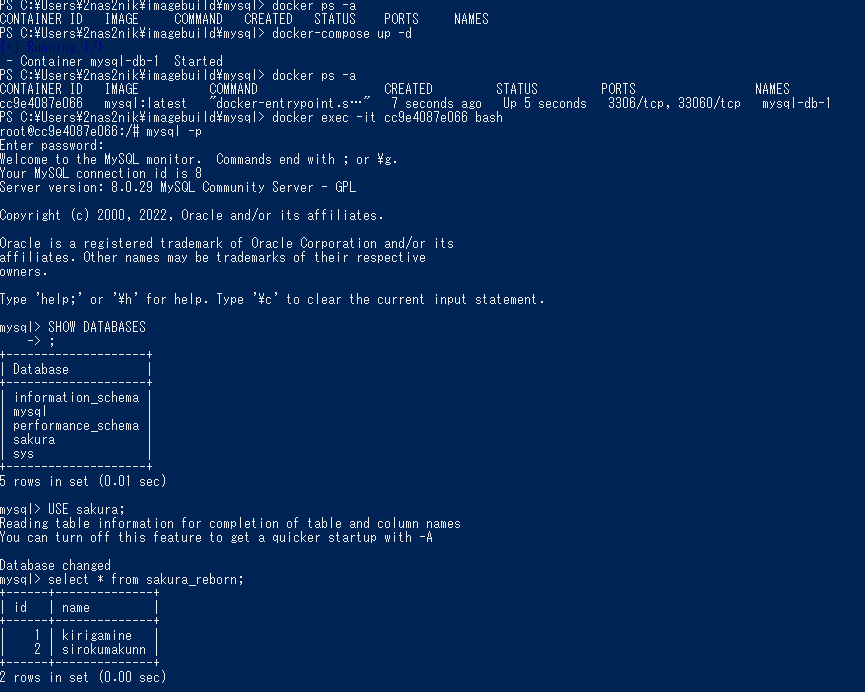 PS C:¥Users¥2nas2nik¥imagebuild¥mysql> docker ps -a
CONTAINER ID   IMAGE     COMMAND   CREATED   STATUS    PORTS     NAMES
PS C:¥Users¥2nas2nik¥imagebuild¥mysql> docker-compose up -d
[+] Running 1/1
 - Container mysql-db-1  Started
PS C:¥Users¥2nas2nik¥imagebuild¥mysql> docker ps -a
CONTAINER ID   IMAGE          COMMAND                  CREATED         STATUS         PORTS                 NAMES
cc9e4087e066   mysql:latest   "docker-entrypoint.s…"   7 seconds ago   Up 5 seconds   3306/tcp, 33060/tcp   mysql-db-1
PS C:¥Users¥2nas2nik¥imagebuild¥mysql> docker exec -it cc9e4087e066 bash
root@cc9e4087e066:/# mysql -p
Enter password:
Welcome to the MySQL monitor.  Commands end with ; or ¥g.
Your MySQL connection id is 8
Server version: 8.0.29 MySQL Community Server - GPL

Copyright (c) 2000, 2022, Oracle and/or its affiliates.

Oracle is a registered trademark of Oracle Corporation and/or its
affiliates. Other names may be trademarks of their respective
owners.

Type 'help;' or '¥h' for help. Type '¥c' to clear the current input statement.

mysql> SHOW DATABASES
    -> ;
+--------------------+
| Database           |
+--------------------+
| information_schema |
| mysql              |
| performance_schema |
| sakura             |
| sys                |
+--------------------+
5 rows in set (0.01 sec)

mysql> USE sakura;
Reading table information for completion of table and column names
You can turn off this feature to get a quicker startup with -A

Database changed
mysql> select * from sakura_reborn;
+------+--------------+
| id   | name         |
+------+--------------+
|    1 | kirigamine   |
|    2 | sirokumakunn |
+------+--------------+
2 rows in set (0.00 sec)